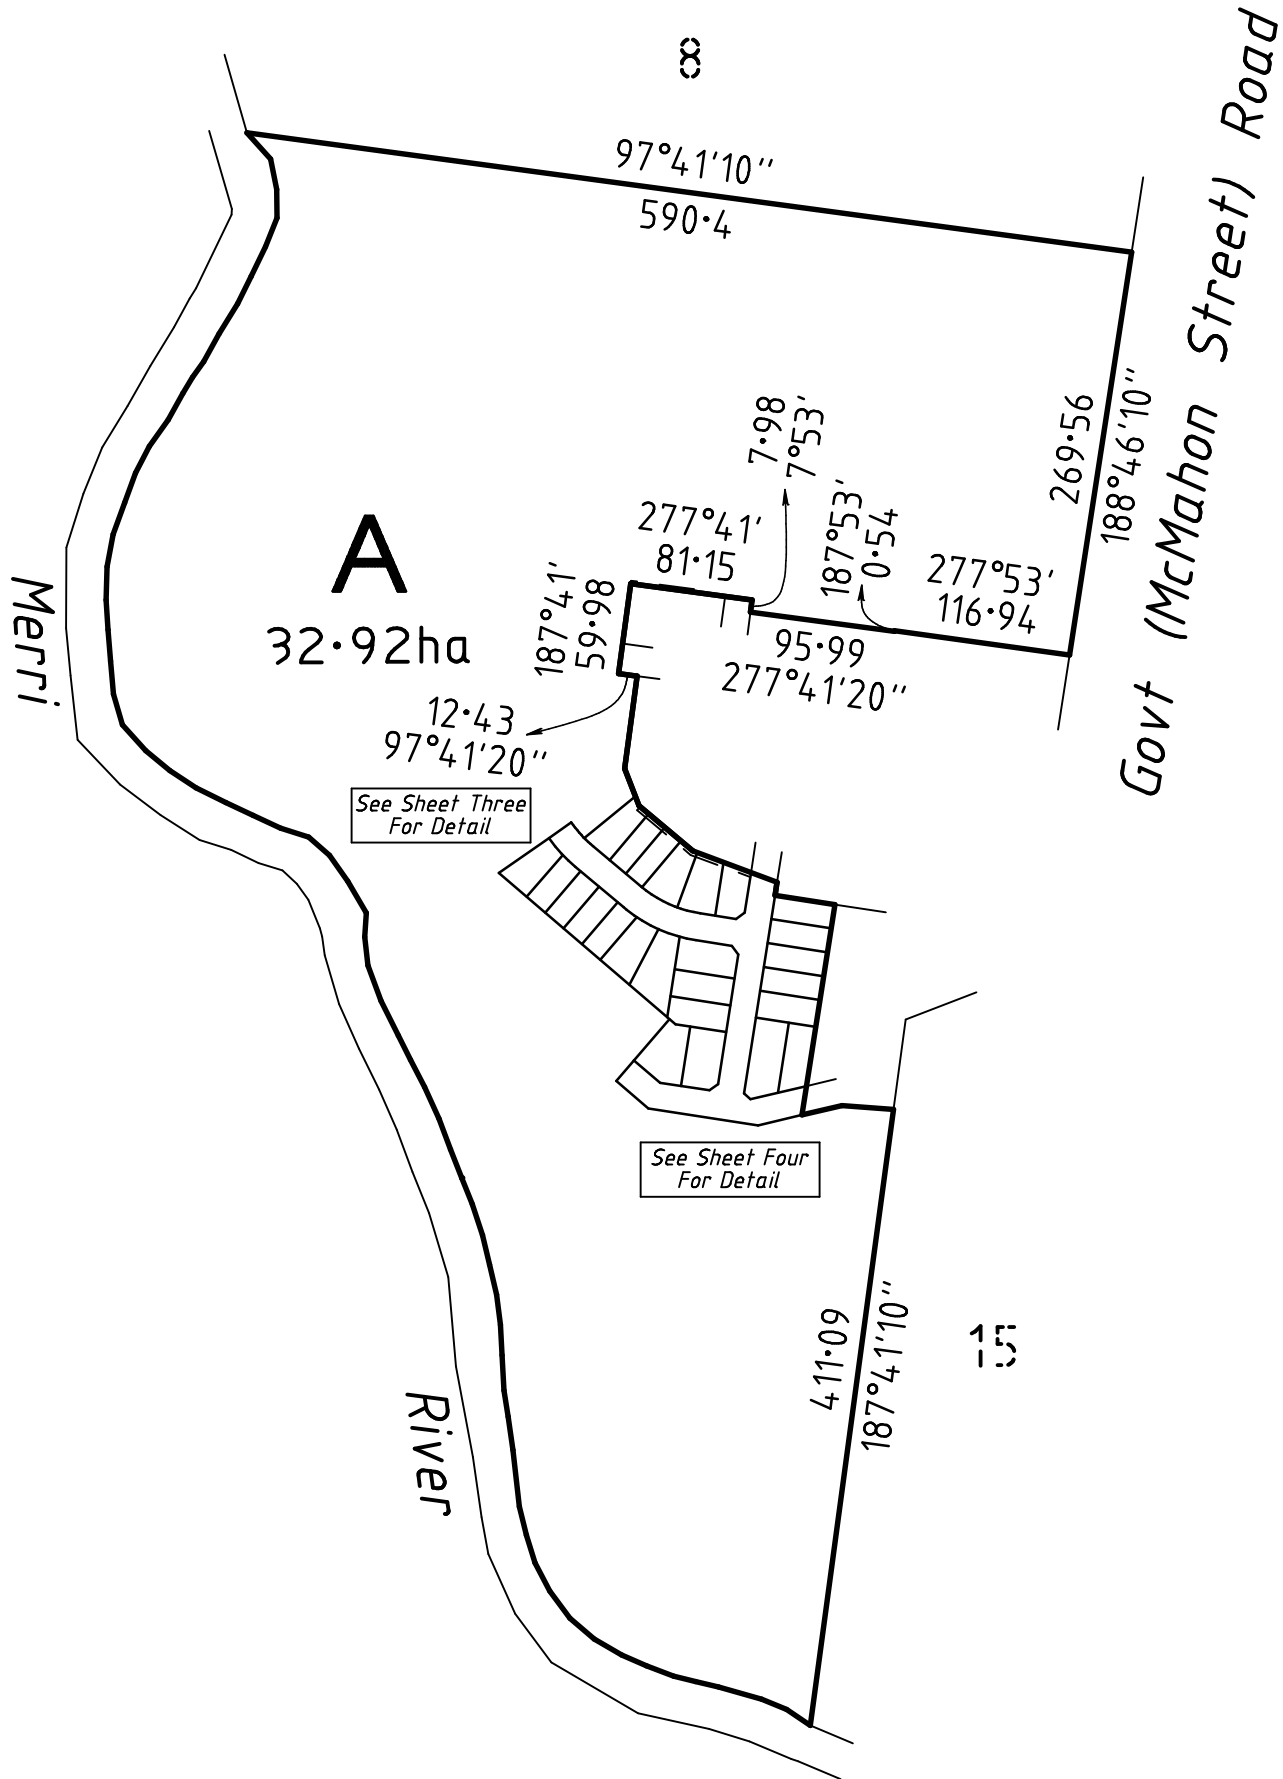 8
97°41'10''
590·4
Govt (McMahon Street) Road
269·56
188°46'10''
7·98
7°53'
187°53'
0·54
277°41'
81·15
277°53'
116·94
A
32·92ha
187°41'
59·98
95·99
277°41'20''
12·43
97°41'20''
Merri
See Sheet Three
For Detail
See Sheet Four
For Detail
411·09
187°41'10''
15
River